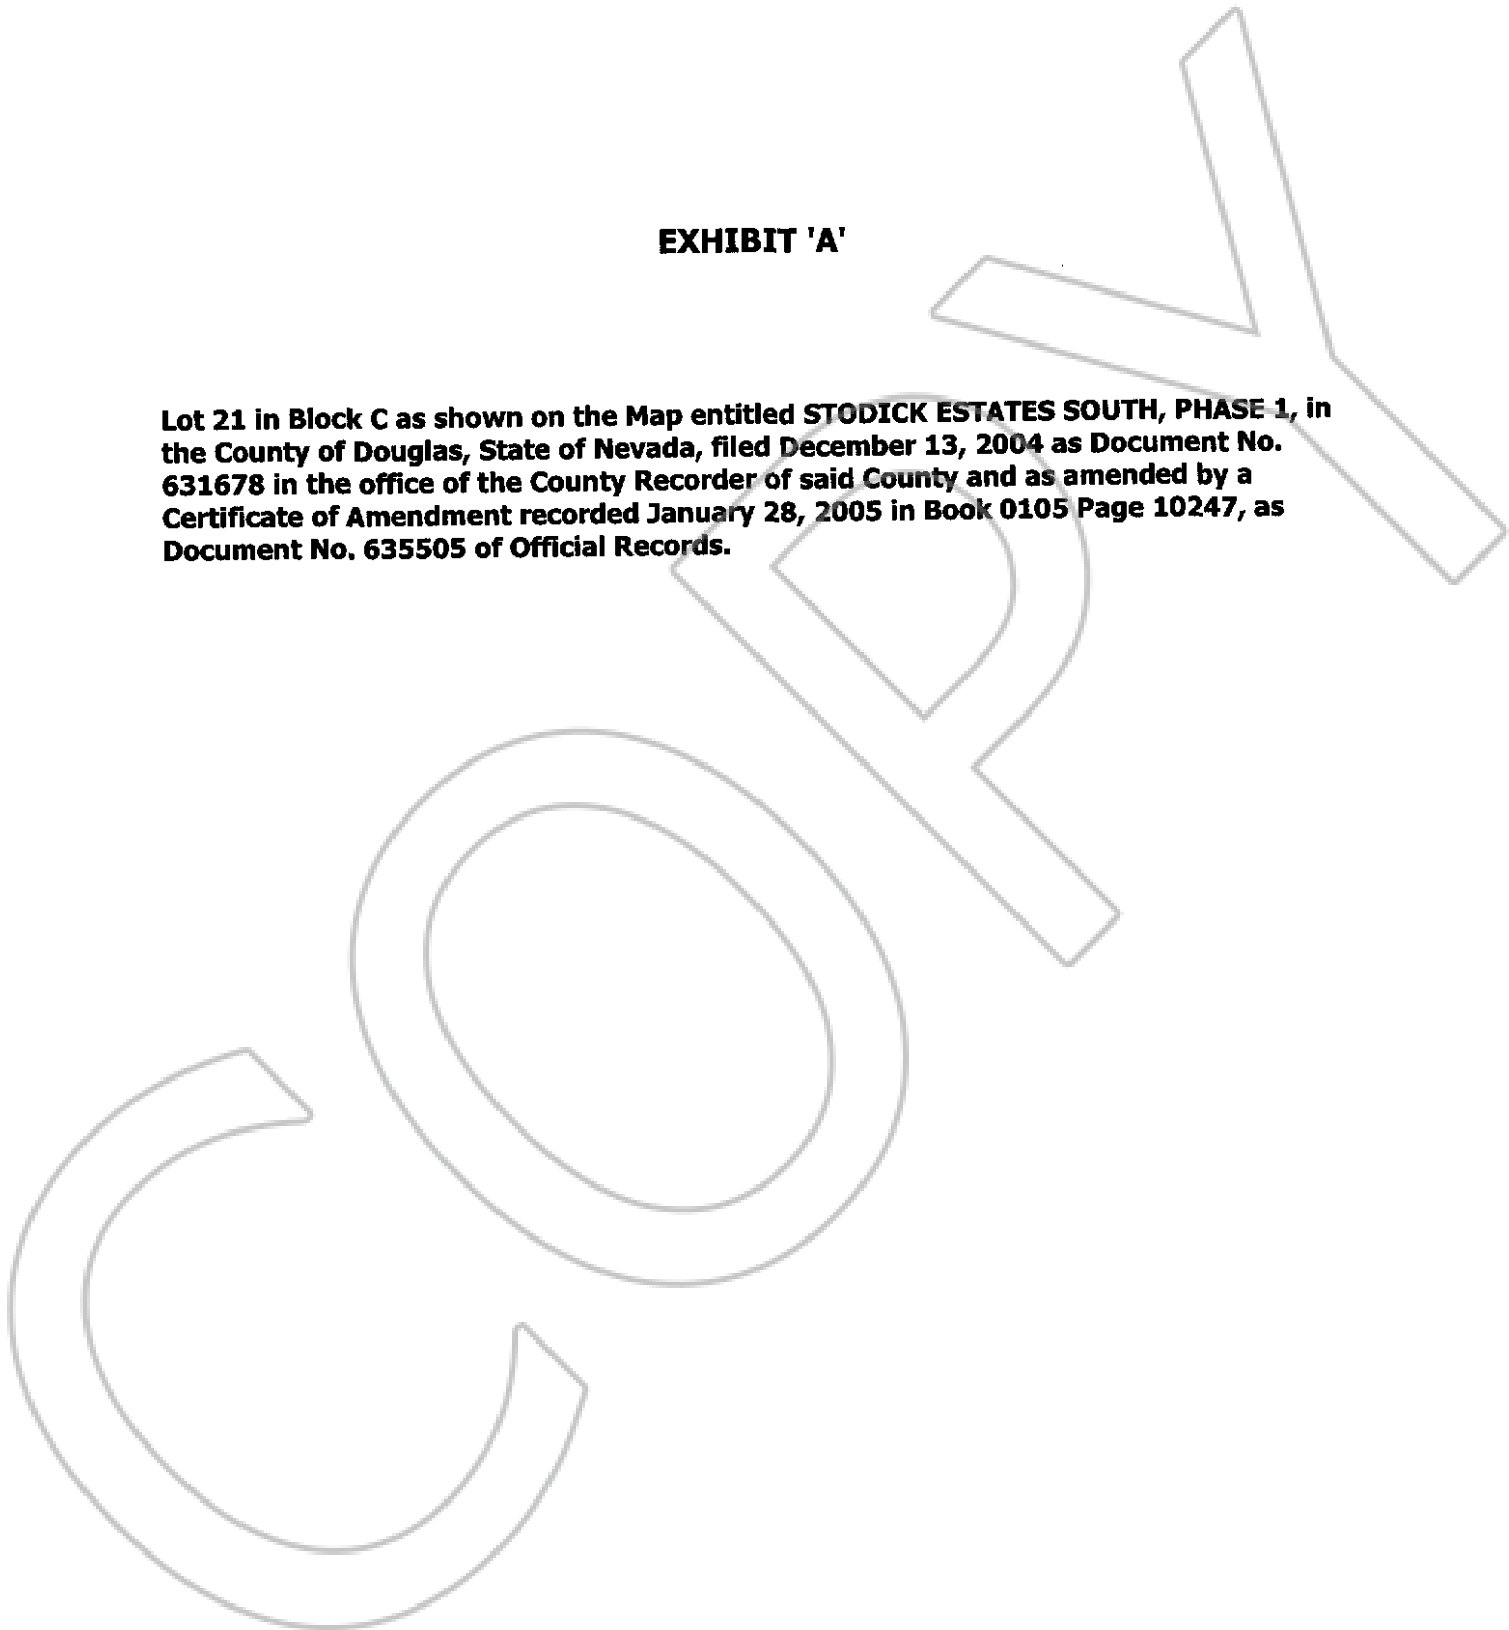 EXHIBIT 'A'
Lot 21 in Block C as shown on the Map entitled STODICK ESTATES SOUTH, PHASE 1, in
the County of Douglas, State of Nevada, filed December 13, 2004 as Document No.
631678 in the office of the County Recorder of said County and as amended by a
Certificate of Amendment recorded January 28, 2005 in Book 0105 Page 10247, as
Document No. 635505 of Official Records.
COPY